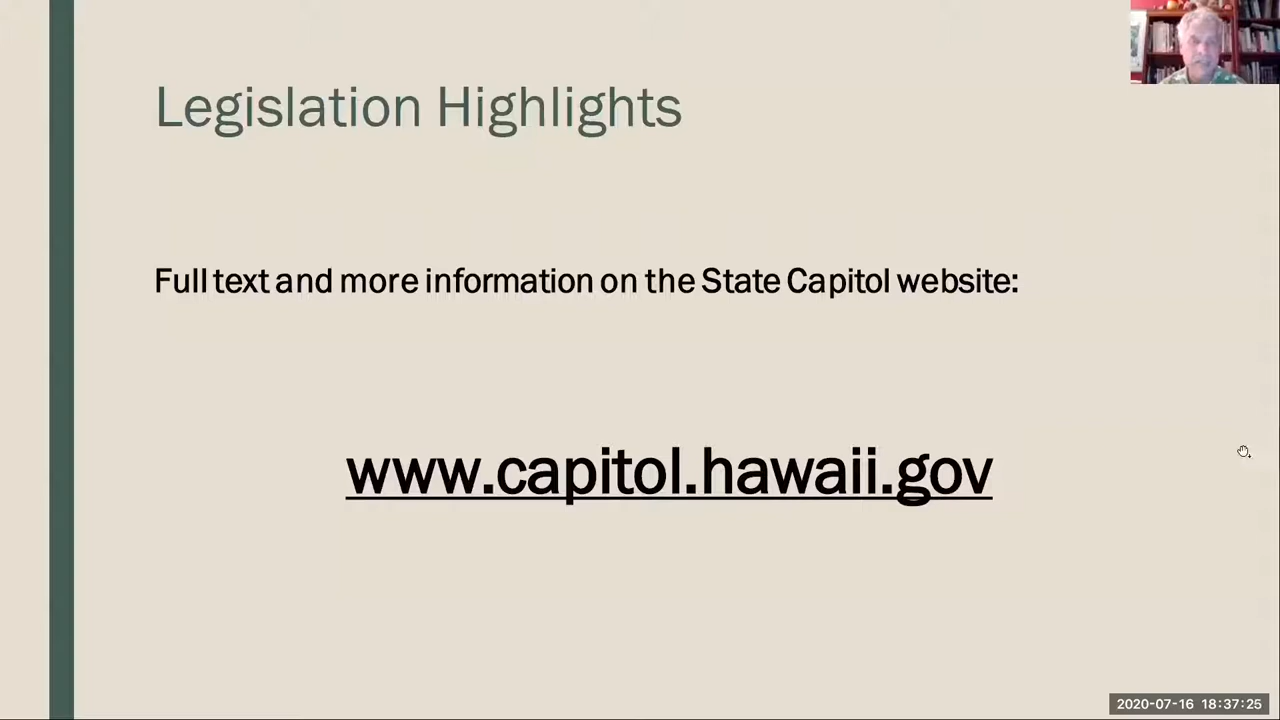 Legislation Highlights
Full text and more information on the State Capitol website:
www.capitol.hawaii.gov
2020-07-16 18:37:25